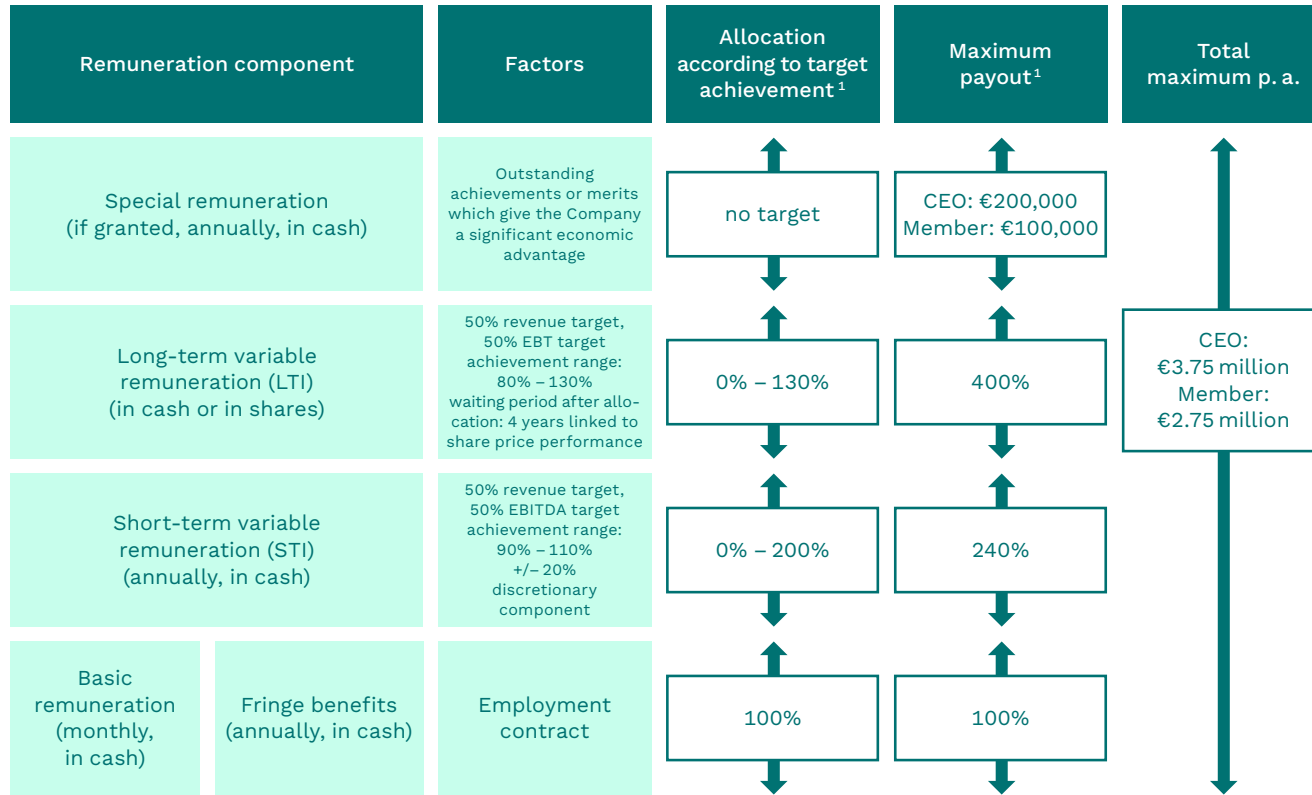 Remuneration component
Factors
Allocation
according to target
achievement¹
Maximum
payout¹
Total
maximum p. a.
Special remuneration
(if granted, annually, in cash)
Outstanding
achievements or merits
which give the Company
a significant economic
advantage
no target
CEO: €200,000
Member: €100,000
Long-term variable
remuneration (LTI)
(in cash or in shares)
50% revenue target,
50% EBT target
achievement range:
80% – 130%
waiting period after allo-
cation: 4 years linked to
share price performance
0% – 130%
400%
CEO:
€3.75 million
Member:
€2.75 million
Short-term variable
remuneration (STI)
(annually, in cash)
50% revenue target,
50% EBITDA target
achievement range:
90% – 110%
+/– 20%
discretionary
component
0% – 200%
240%
Basic
remuneration
(monthly,
in cash)
Fringe benefits
(annually, in cash)
Employment
contract
100%
100%